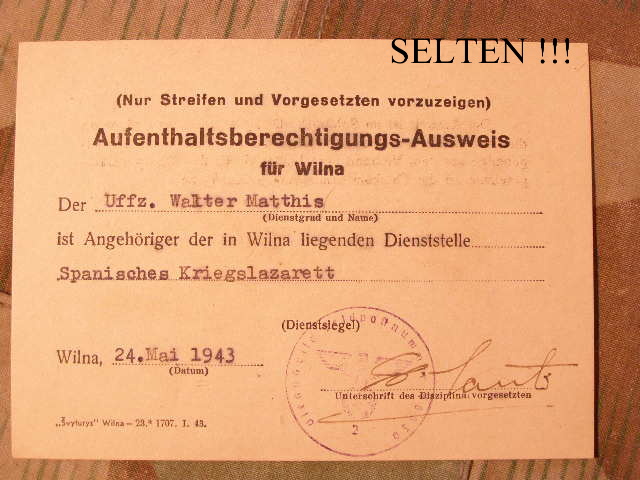 SELTEN !!!
(Nur Streifen und Vorgesetzten vorzuzeigen)
Aufenthaltsberechtigungs-Ausweis
für Wilna
Der Uffz. Walter Matthis
(Dienstgrad und Name)
ist Angehöriger der in Wilna liegenden Dienststelle
Spanisches Kriegslazarett
(Dienstsiegel)
Wilna, 24.Mai 1943
(Datum)
Unterschrift des Disziplinarvorgesetzten
„Švyturys" Wilna — 23.* 1707. I. 43.
2